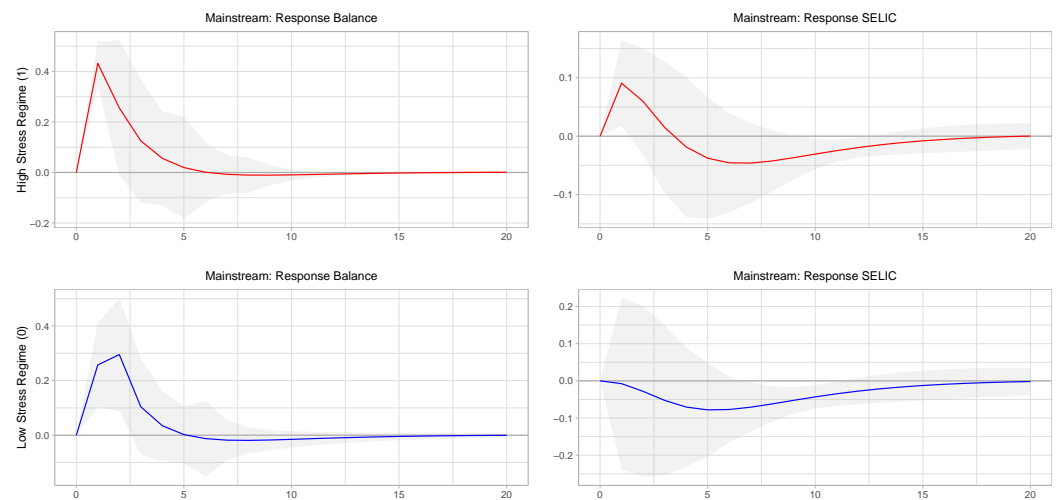 Mainstream: Response Balance
Mainstream: Response SELIC
High Stress Regime (1)
0.4
0.2
0.0
−0.2
0 5 10 15 20
0.1
0.0
−0.1
0 5 10 15 20
Mainstream: Response Balance
Mainstream: Response SELIC
Low Stress Regime (0)
0.4
0.2
0.0
0 5 10 15 20
0.2
0.1
0.0
−0.1
−0.2
0 5 10 15 20